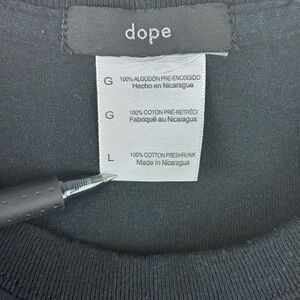 dope
G 100% ALGODÓN PRE-ENCOGIDO
Hecho en Nicaragua
G 100% COTON PRÉ-RÉTRÉCI
Fabriqué au Nicaragua
L 100% COTTON PRESHRUNK
Made in Nicaragua